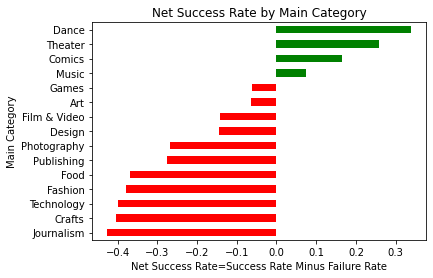 Net Success Rate by Main Category
Dance
Theater
Comics
Music
Games
Art
Film & Video
Design
Photography
Publishing
Food
Fashion
Technology
Crafts
Journalism
Main Category
−0.4 −0.3 −0.2 −0.1 0.0 0.1 0.2 0.3
Net Success Rate=Success Rate Minus Failure Rate